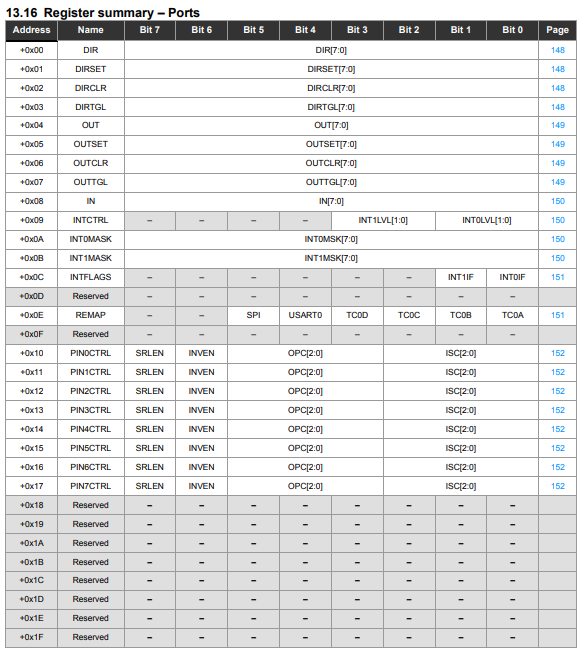 13.16 Register summary – Ports
Address Name Bit 7 Bit 6 Bit 5 Bit 4 Bit 3 Bit 2 Bit 1 Bit 0 Page
+0x00 DIR DIR[7:0] 148
+0x01 DIRSET DIRSET[7:0] 148
+0x02 DIRCLR DIRCLR[7:0] 148
+0x03 DIRTGL DIRTGL[7:0] 148
+0x04 OUT OUT[7:0] 149
+0x05 OUTSET OUTSET[7:0] 149
+0x06 OUTCLR OUTCLR[7:0] 149
+0x07 OUTTGL OUTTGL[7:0] 149
+0x08 IN IN[7:0] 150
+0x09 INTCTRL – – – – INT1LVL[1:0] INT0LVL[1:0] 150
+0x0A INT0MASK INT0MSK[7:0] 150
+0x0B INT1MASK INT1MSK[7:0] 150
+0x0C INTFLAGS – – – – – – INT1IF INT0IF 151
+0x0D Reserved – – – – – – – –
+0x0E REMAP – – SPI USART0 TC0D TC0C TC0B TC0A 151
+0x0F Reserved – – – – – – – –
+0x10 PIN0CTRL SRLEN INVEN OPC[2:0] ISC[2:0] 152
+0x11 PIN1CTRL SRLEN INVEN OPC[2:0] ISC[2:0] 152
+0x12 PIN2CTRL SRLEN INVEN OPC[2:0] ISC[2:0] 152
+0x13 PIN3CTRL SRLEN INVEN OPC[2:0] ISC[2:0] 152
+0x14 PIN4CTRL SRLEN INVEN OPC[2:0] ISC[2:0] 152
+0x15 PIN5CTRL SRLEN INVEN OPC[2:0] ISC[2:0] 152
+0x16 PIN6CTRL SRLEN INVEN OPC[2:0] ISC[2:0] 152
+0x17 PIN7CTRL SRLEN INVEN OPC[2:0] ISC[2:0] 152
+0x18 Reserved – – – – – – – –
+0x19 Reserved – – – – – – – –
+0x1A Reserved – – – – – – – –
+0x1B Reserved – – – – – – – –
+0x1C Reserved – – – – – – – –
+0x1D Reserved – – – – – – – –
+0x1E Reserved – – – – – – – –
+0x1F Reserved – – – – – – – –